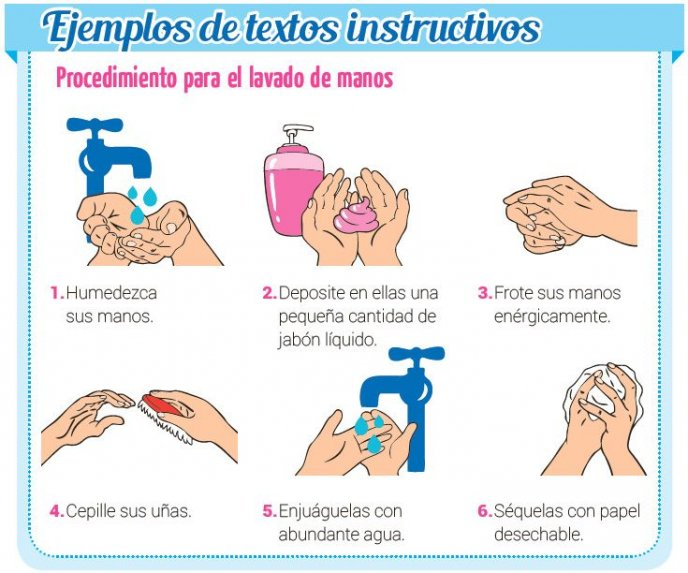 Ejemplos de textos instructivos
Procedimiento para el lavado de manos
1. Humedezca
sus manos.
2. Deposite en ellas una
pequeña cantidad de
jabón líquido.
3. Frote sus manos
enérgicamente.
4. Cepille sus uñas.
5. Enjuáguelas con
abundante agua.
6. Séquelas con papel
desechable.